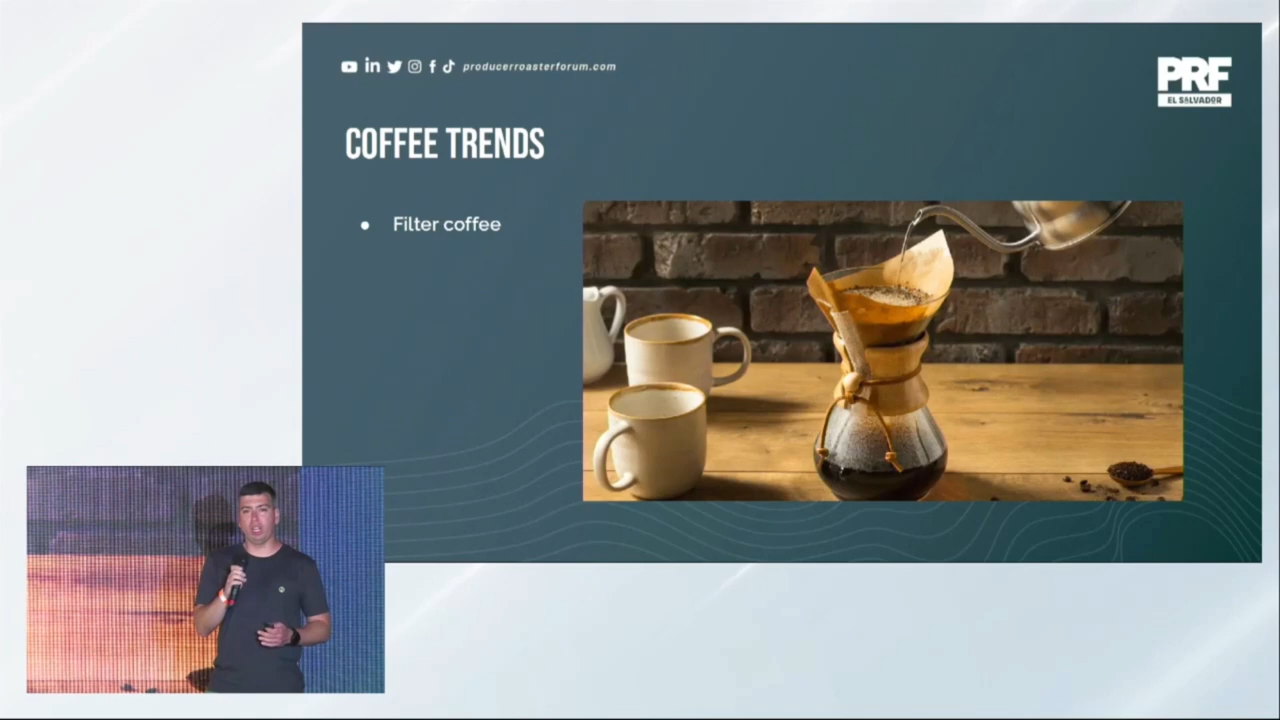 producerroasterforum.com
PRF
EL SALVADOR
COFFEE TRENDS
● Filter coffee